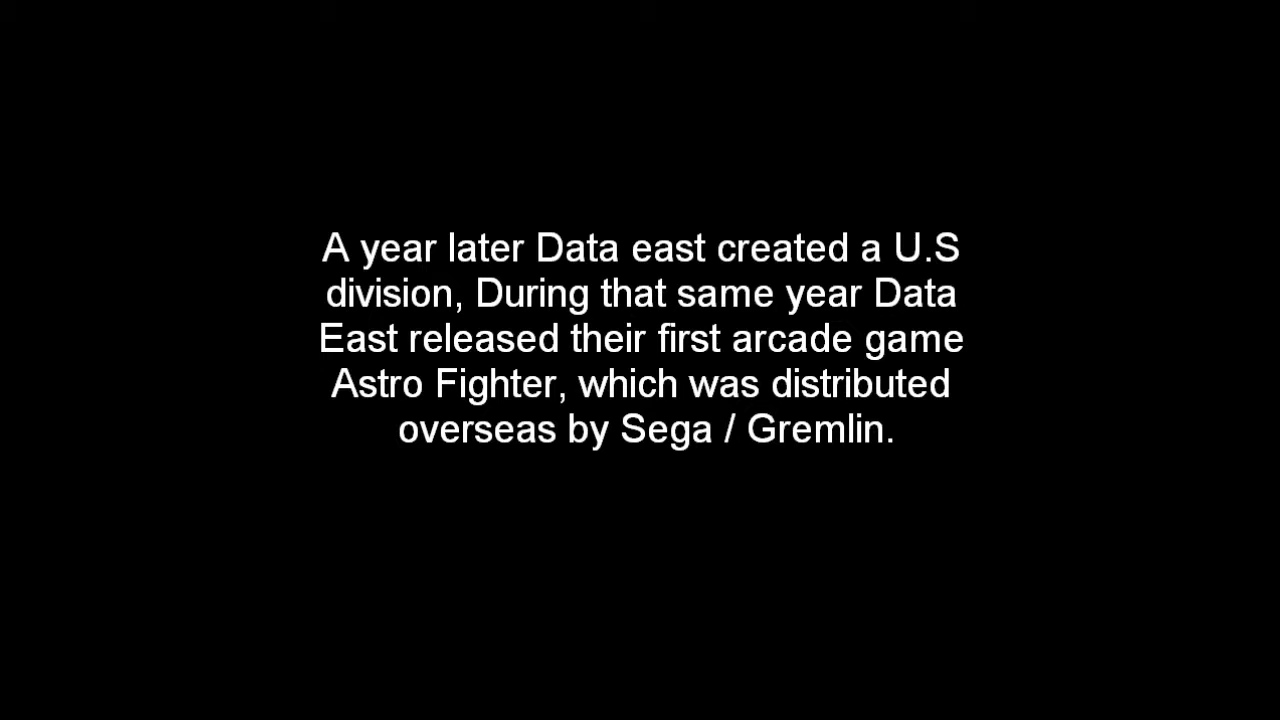 A year later Data east created a U.S
division, During that same year Data
East released their first arcade game
Astro Fighter, which was distributed
overseas by Sega / Gremlin.